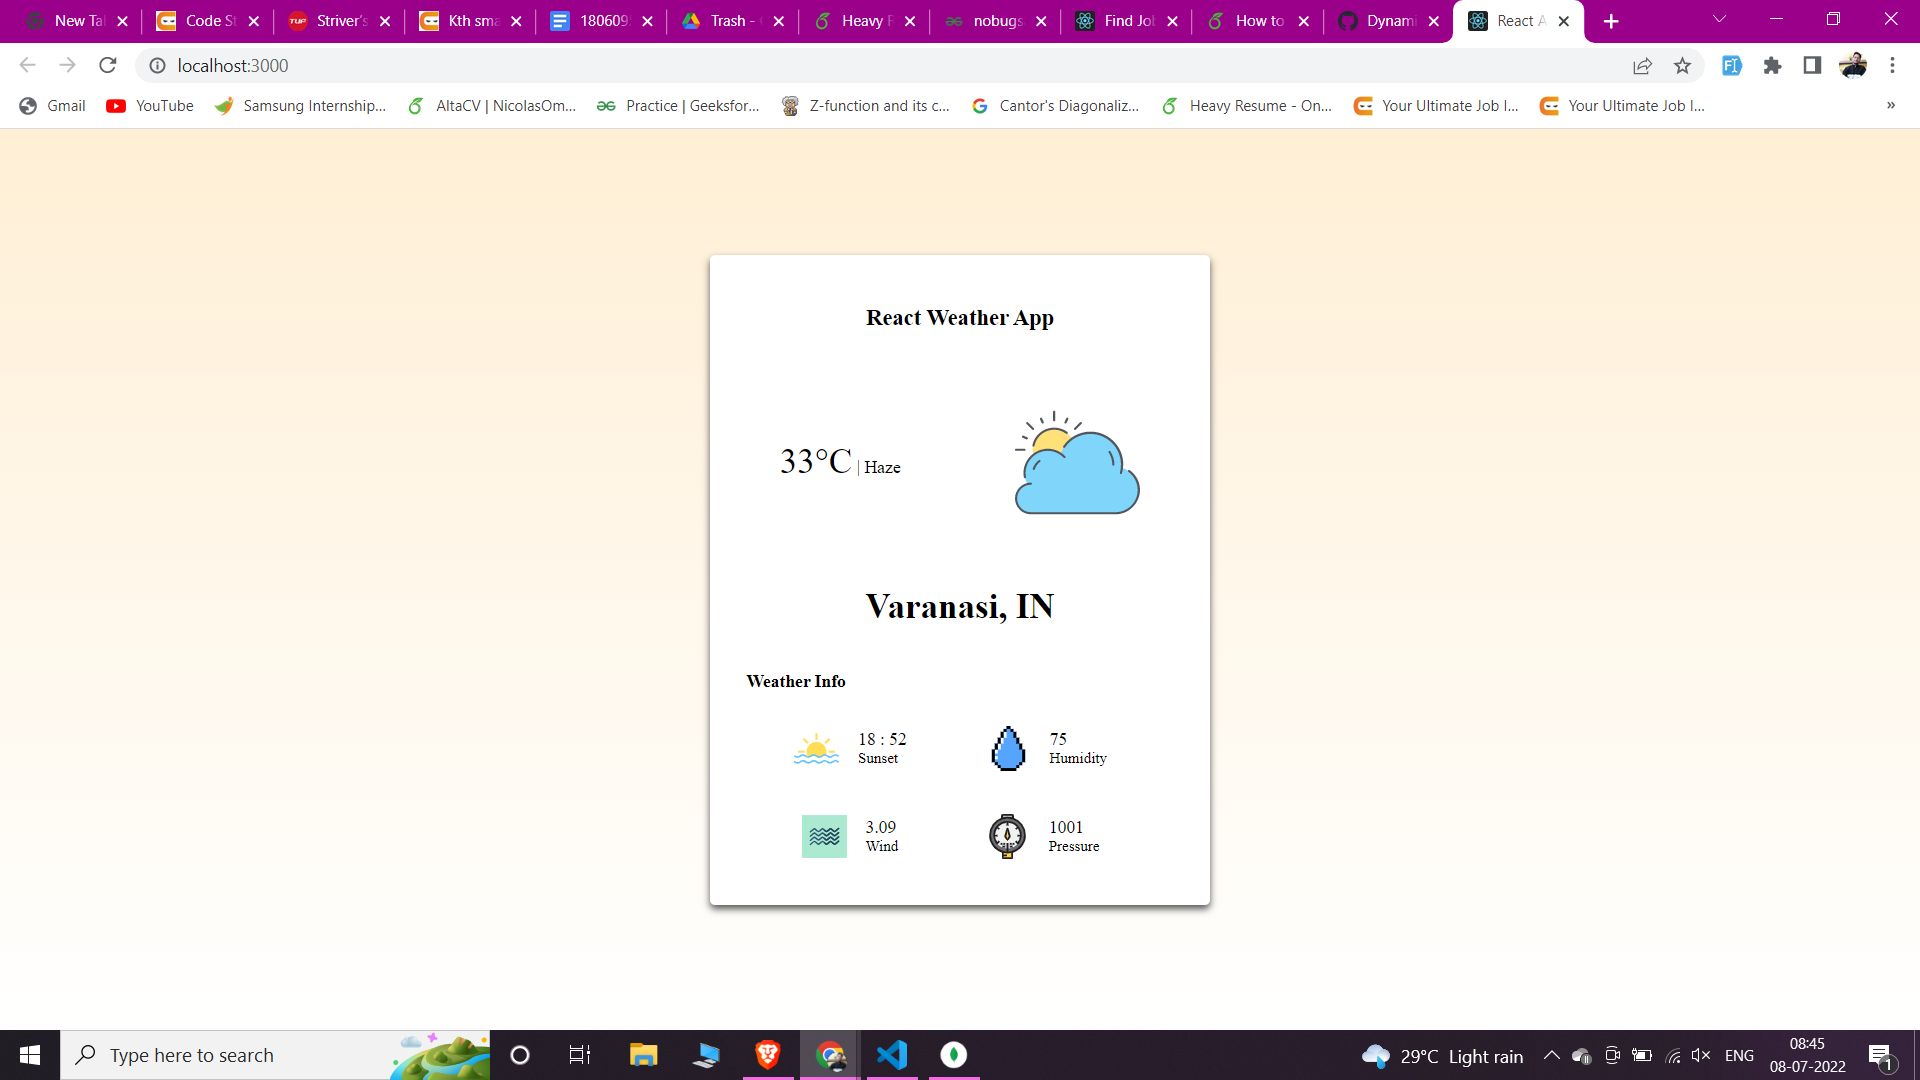 New Tal
Code St
Striver's
Kth sma
180609
Trash -
Heavy R
nobugs
Find Job
How to
Dynami
React A
localhost:3000
Gmail
YouTube
Samsung Internship...
AltaCV | NicolasOm...
Practice | Geeksfor...
Z-function and its c...
Cantor's Diagonaliz...
Heavy Resume - On...
Your Ultimate Job I...
Your Ultimate Job I...
»
React Weather App
33°C | Haze
Varanasi, IN
Weather Info
18 : 52
Sunset
75
Humidity
3.09
Wind
1001
Pressure
Type here to search
29°C Light rain
ENG
08:45
08-07-2022
1